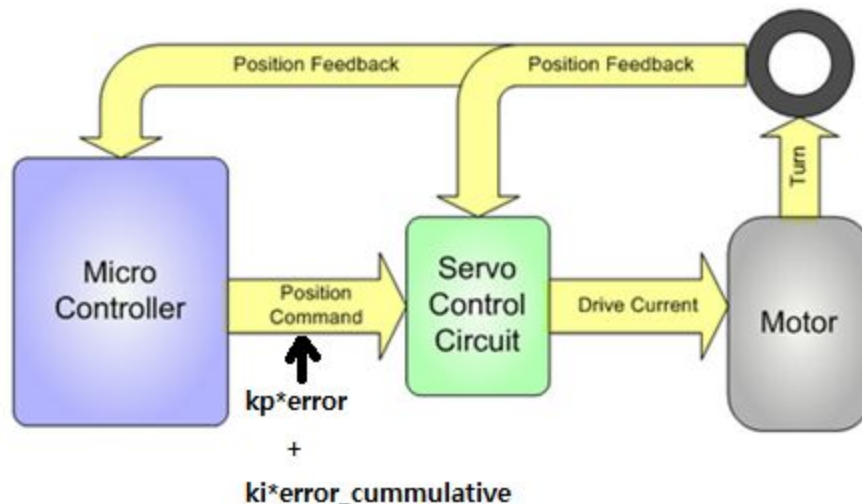 Position Feedback
Position Feedback
Turn
Micro
Controller
Position
Command
Servo
Control
Circuit
Drive Current
Motor
kp*error
+
ki*error_cummulative